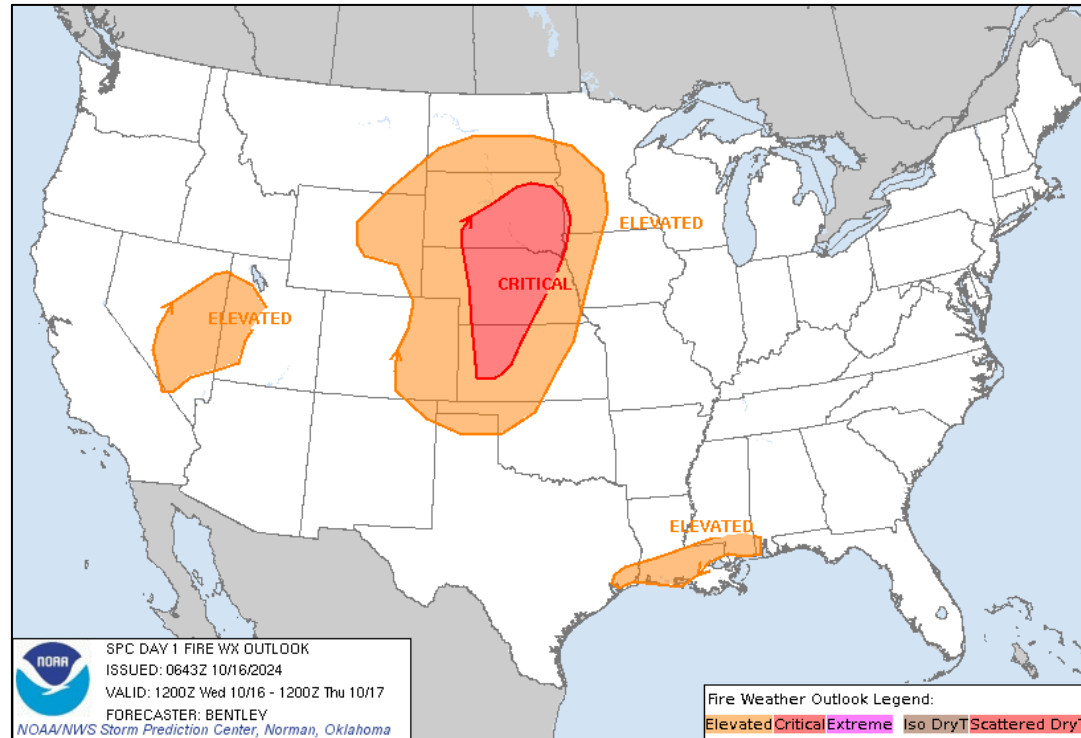 ELEVATED
CRITICAL
ELEVATED
ELEVATED
NOAA
SPC DAY 1 FIRE WX OUTLOOK
ISSUED: 0643Z 10/16/2024
VALID: 1200Z Wed 10/16 - 1200Z Thu 10/17
FORECASTER: BENTLEY
NOAA/NWS Storm Prediction Center, Norman, Oklahoma
Fire Weather Outlook Legend:
Elevated Critical Extreme Iso DryT Scattered DryT